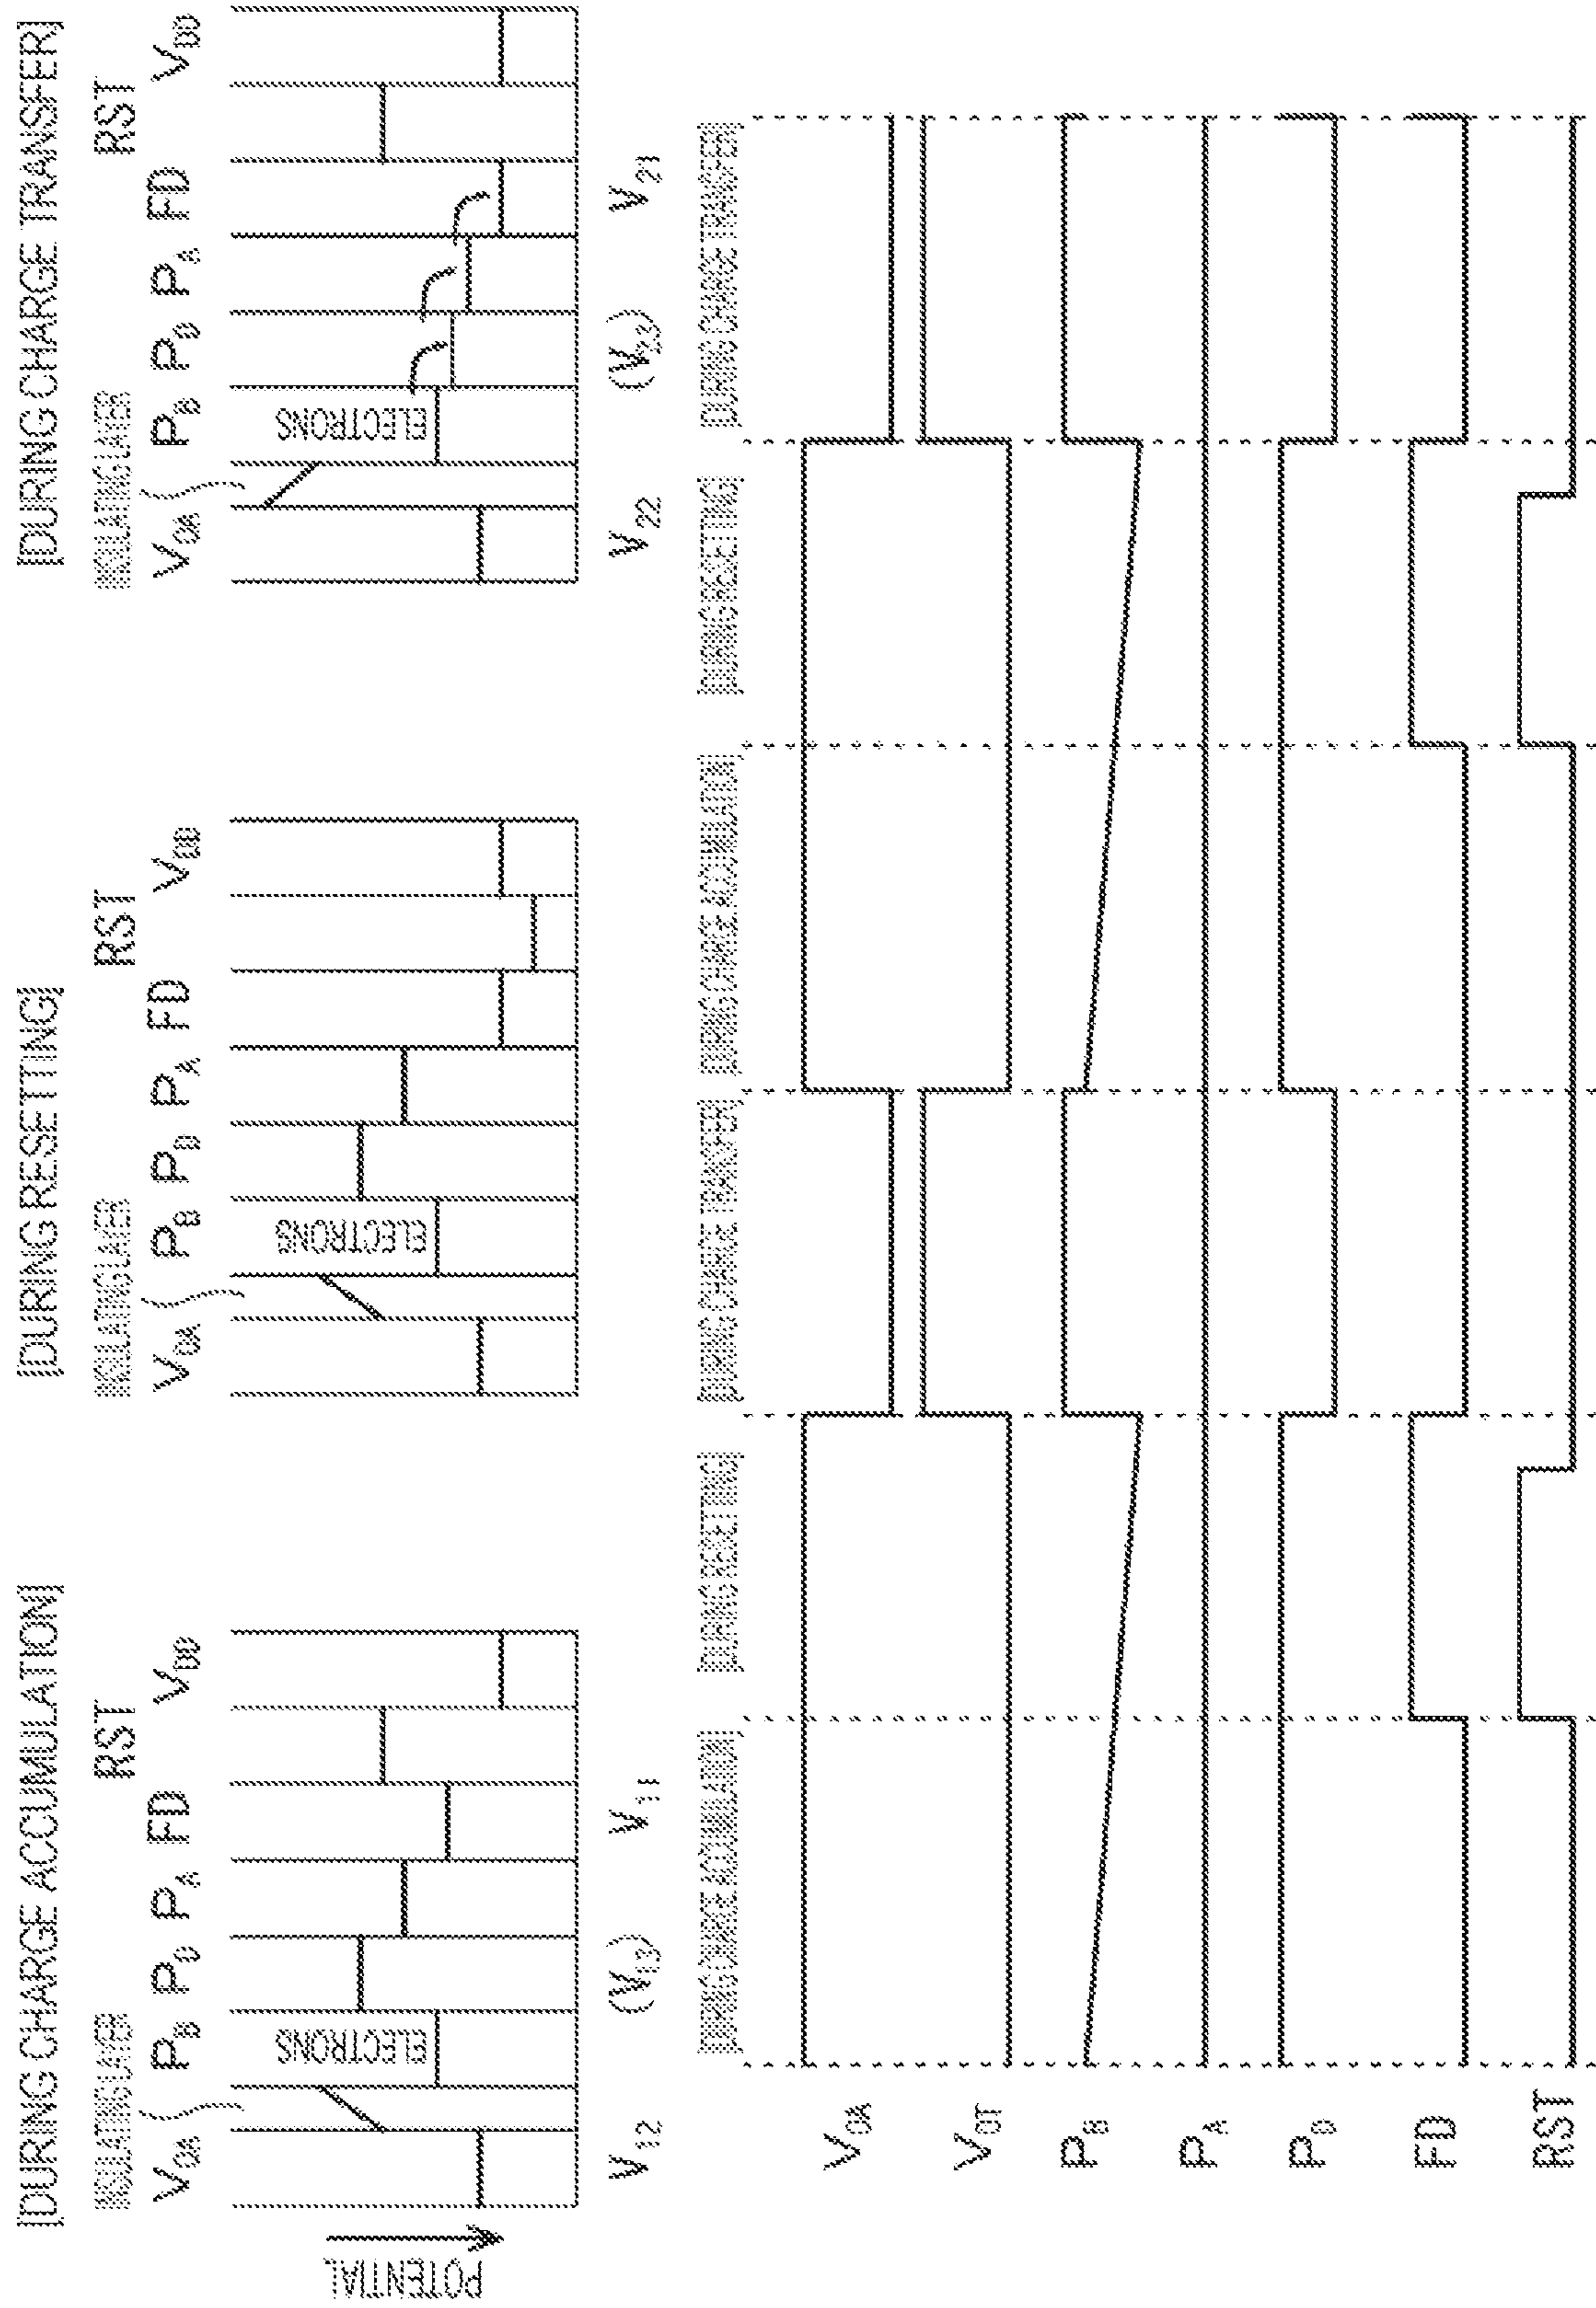 [DURING CHARGE ACCUMULATION]
INSULATING LAYER
RST
V_OA P_B P_D P_A FD V_DD
ELECTRONS
POTENTIAL
V_12 (V_13) V_11
[DURING RESETTING]
INSULATING LAYER
RST
V_OA P_B P_D P_A FD V_DD
ELECTRONS
[DURING CHARGE TRANSFER]
INSULATING LAYER
RST
V_OA P_B P_D P_A FD V_DD
ELECTRONS
V_22 (V_23) V_21
DURING CHARGE ACCUMULATION DURING RESETTING DURING CHARGE TRANSFER DURING CHARGE ACCUMULATION DURING RESETTING DURING CHARGE TRANSFER
V_OA
V_OT
P_B
P_A
P_D
FD
RST